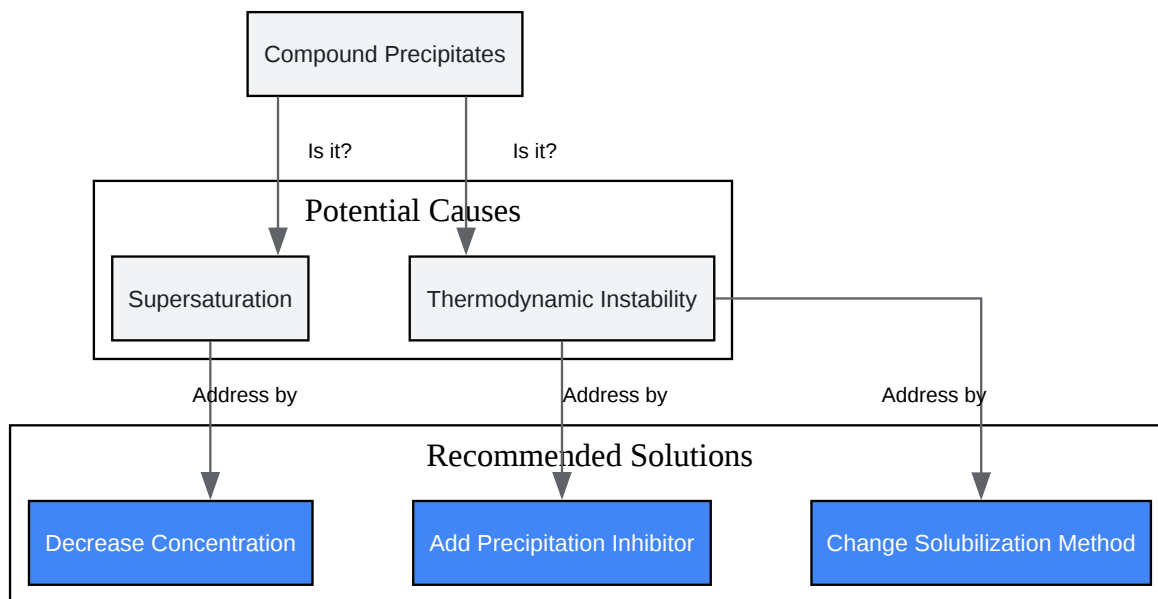 Compound Precipitates
Is it?
Is it?
Potential Causes
Supersaturation
Thermodynamic Instability
Address by
Address by
Address by
Recommended Solutions
Decrease Concentration
Add Precipitation Inhibitor
Change Solubilization Method